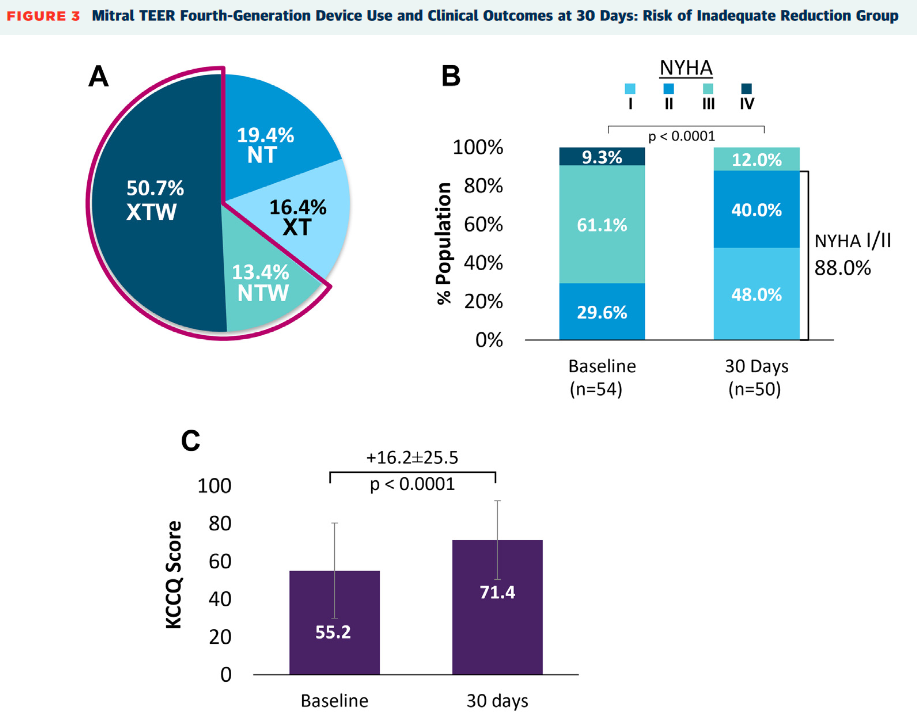 FIGURE 3 Mitral TEER Fourth-Generation Device Use and Clinical Outcomes at 30 Days: Risk of Inadequate Reduction Group
A
19.4%
NT
50.7%
XTW
16.4%
XT
13.4%
NTW
B
NYHA
I II III IV
p < 0.0001
% Population
100%
80%
60%
40%
20%
0%
9.3%
61.1%
29.6%
12.0%
40.0%
48.0%
NYHA I/II
88.0%
Baseline
(n=54)
30 Days
(n=50)
C
+16.2±25.5
p < 0.0001
KCCQ Score
100
80
60
40
20
0
55.2
71.4
Baseline
30 days